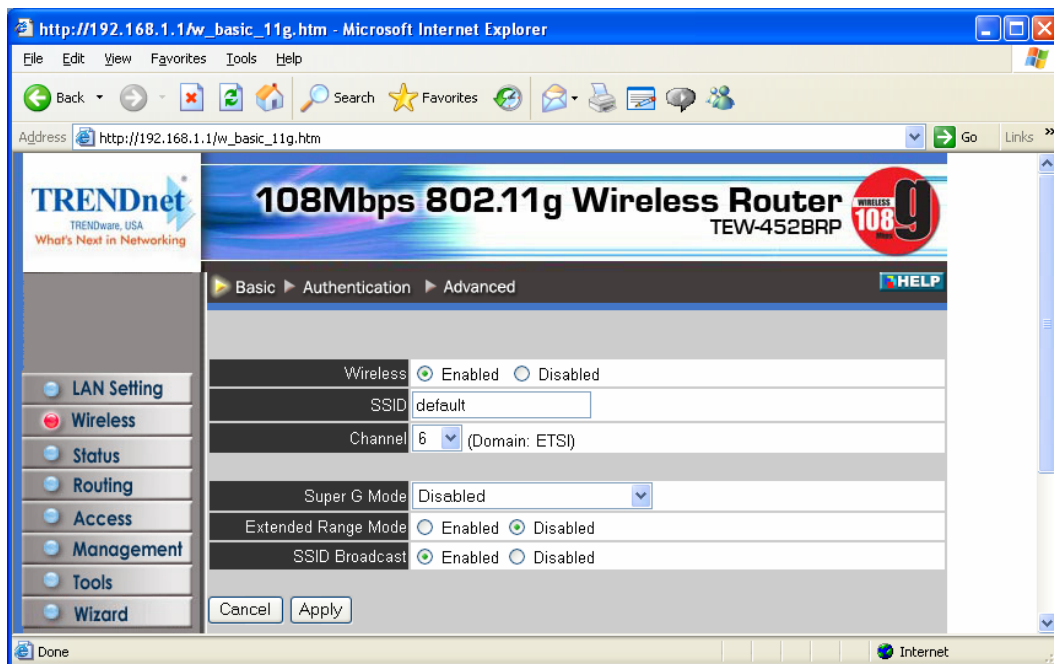 http://192.168.1.1/w_basic_11g.htm - Microsoft Internet Explorer
File Edit View Favorites Tools Help
Back Search Favorites
Address http://192.168.1.1/w_basic_11g.htm Go Links »
TRENDnet
TRENDware, USA
What's Next in Networking
108Mbps 802.11g Wireless Router
TEW-452BRP
WIRELESS
108
Mbps
g
Basic Authentication Advanced
?HELP
Wireless Enabled Disabled
SSID default
Channel 6 (Domain: ETSI)
Super G Mode Disabled
Extended Range Mode Enabled Disabled
SSID Broadcast Enabled Disabled
Cancel Apply
LAN Setting
Wireless
Status
Routing
Access
Management
Tools
Wizard
Done Internet